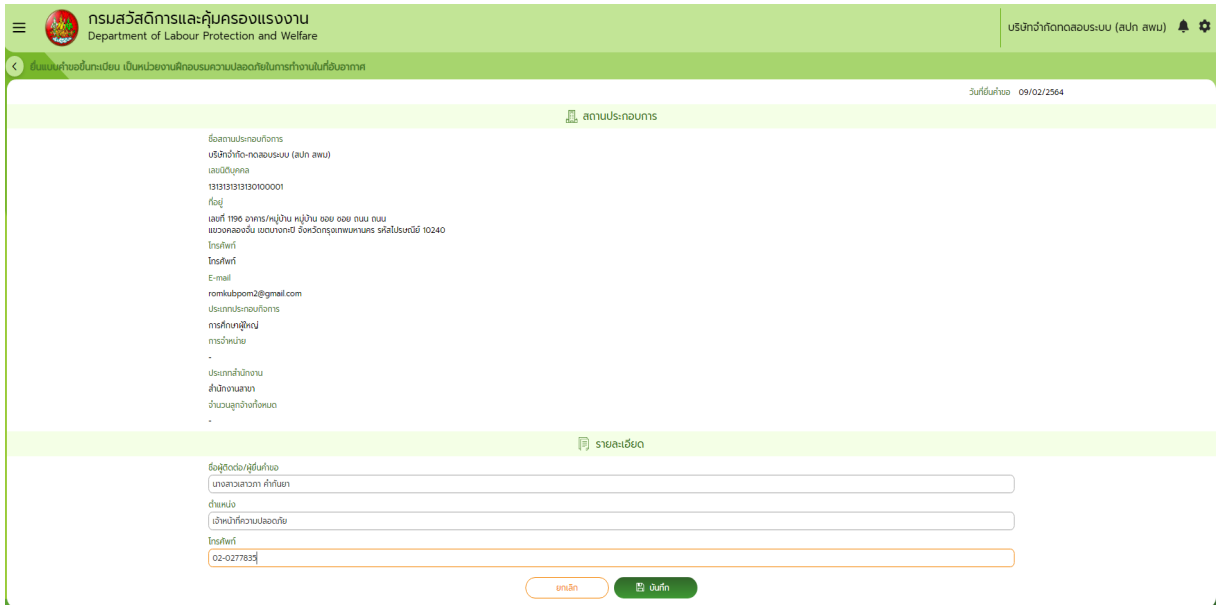 กรมสวัสดิการและคุ้มครองแรงงาน
Department of Labour Protection and Welfare
บริษัทจำกัดทดสอบระบบ (สปก สพม)
ยื่นแบบคำขอขึ้นทะเบียน เป็นหน่วยงานฝึกอบรมความปลอดภัยในการทำงานในที่อับอากาศ
วันที่ยื่นคำขอ 09/02/2564
สถานประกอบการ
ชื่อสถานประกอบกิจการ
บริษัทจำกัด-ทดสอบระบบ (สปก สพม)
เลขนิติบุคคล
1313131313130100001
ที่อยู่
เลขที่ 1196 อาคาร/หมู่บ้าน หมู่บ้าน ซอย ซอย ถนน ถนน
แขวงคลองจั่น เขตบางกะปิ จังหวัดกรุงเทพมหานคร รหัสไปรษณีย์ 10240
โทรศัพท์
โทรศัพท์
E-mail
romkubpom2@gmail.com
ประเภทประกอบกิจการ
การศึกษาผู้ใหญ่
การจำหน่าย
-
ประเภทสำนักงาน
สำนักงานสาขา
จำนวนลูกจ้างทั้งหมด
-
รายละเอียด
ชื่อผู้ติดต่อ/ผู้ยื่นคำขอ
นางสาวเสาวภา คำกันยา
ตำแหน่ง
เจ้าหน้าที่ความปลอดภัย
โทรศัพท์
02-0277835
ยกเลิก
บันทึก